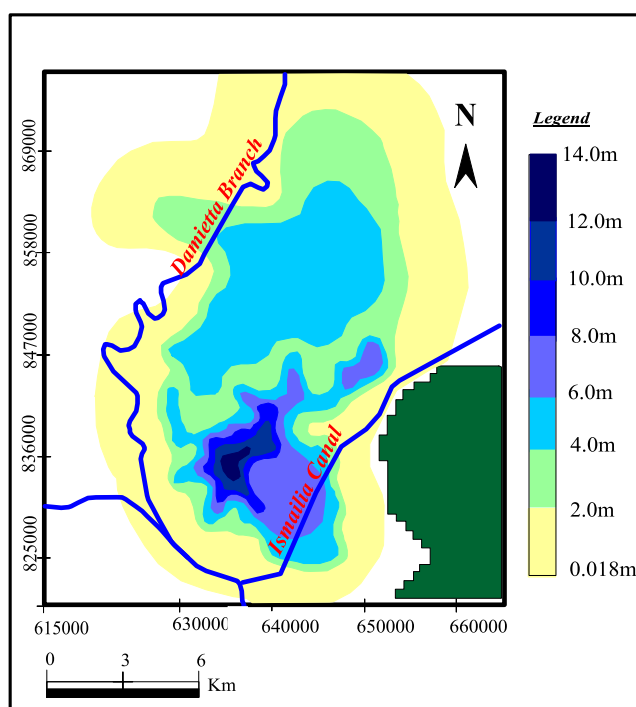 Legend
N
14.0m
12.0m
10.0m
8.0m
6.0m
4.0m
2.0m
0.018m
Damietta Branch
Ismailia Canal
869000
858000
847000
836000
825000
615000
630000
640000
650000
660000
0
3
6
Km